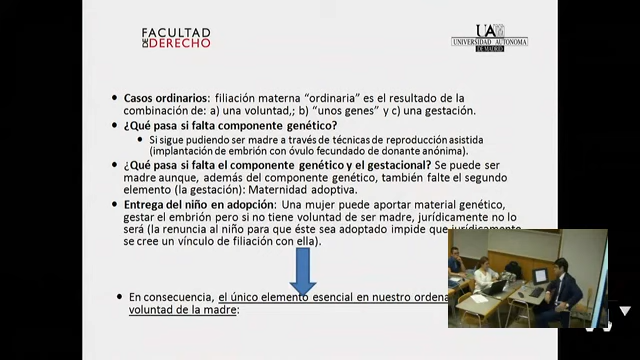 FACULTAD
DE DERECHO
UNIVERSIDAD AUTONOMA
DE MADRID
• Casos ordinarios: filiación materna "ordinaria" es el resultado de la
combinación de: a) una voluntad,; b) "unos genes" y c) una gestación.
• ¿Qué pasa si falta componente genético?
• Si sigue pudiendo ser madre a través de técnicas de reproducción asistida
(implantación de embrión con óvulo fecundado de donante anónima).
• ¿Qué pasa si falta el componente genético y el gestacional? Se puede ser
madre aunque, además del componente genético, también falte el segundo
elemento (la gestación): Maternidad adoptiva.
• Entrega del niño en adopción: Una mujer puede aportar material genético,
gestar el embrión pero si no tiene voluntad de ser madre, jurídicamente no lo
será (la renuncia al niño para que éste sea adoptado impide que jurídicamente
se cree un vínculo de filiación con ella).
• En consecuencia, el único elemento esencial en nuestro
voluntad de la madre: